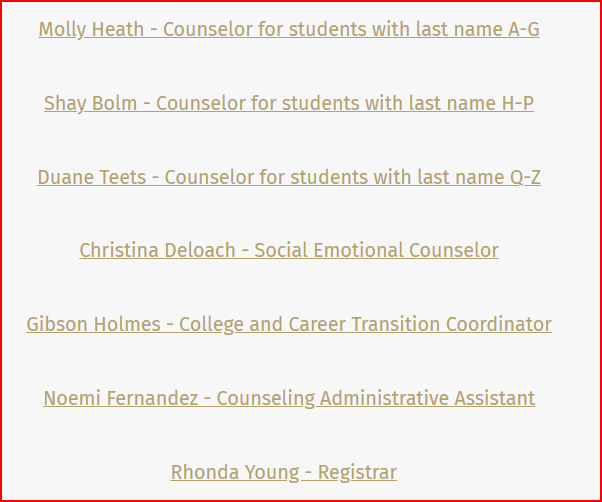 Molly Heath - Counselor for students with last name A-G
Shay Bolm - Counselor for students with last name H-P
Duane Teets - Counselor for students with last name Q-Z
Christina Deloach - Social Emotional Counselor
Gibson Holmes - College and Career Transition Coordinator
Noemi Fernandez - Counseling Administrative Assistant
Rhonda Young - Registrar